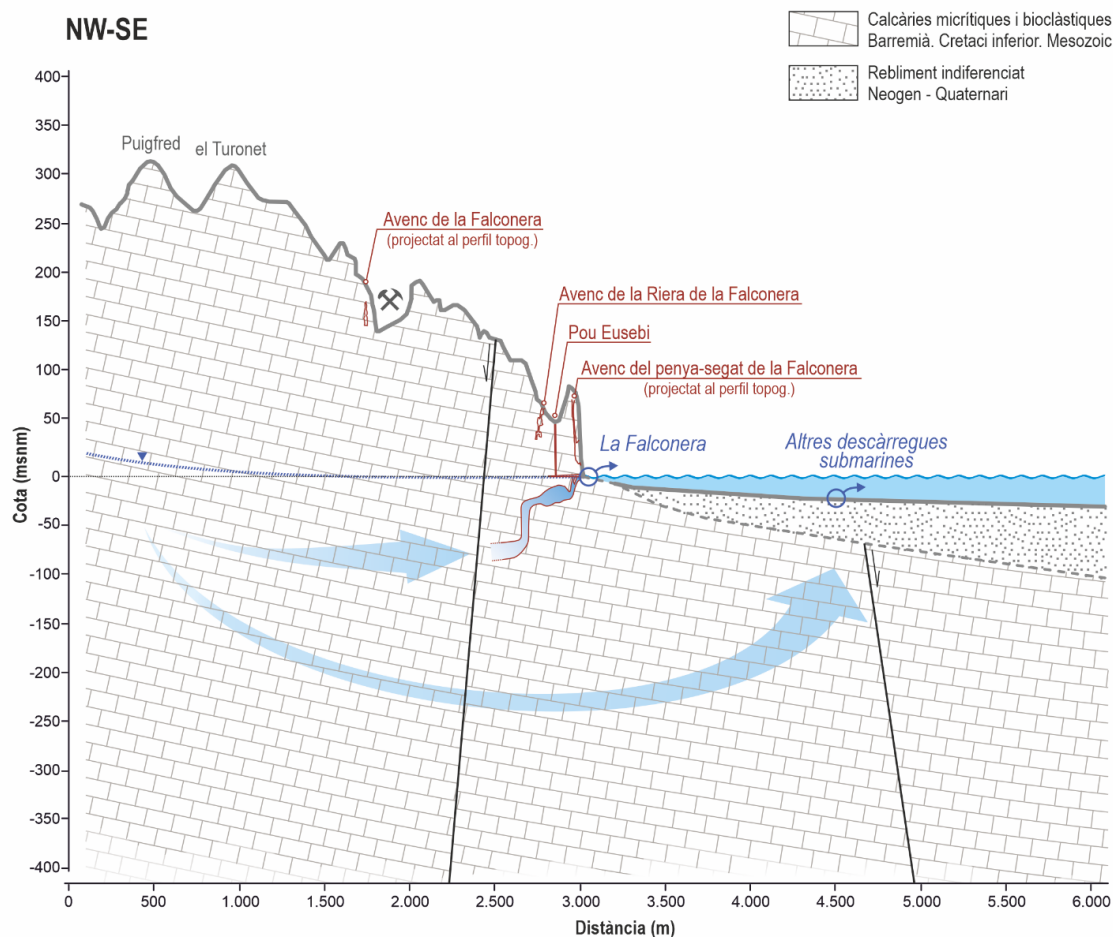 NW-SE
Calcàries micrítiques i bioclàstiques
Barremià. Cretaci inferior. Mesozoic
Rebliment indiferenciat
Neogen - Quaternari
400
350
300
250
200
150
100
50
0
-50
-100
-150
-200
-250
-300
-350
-400
Cota (msnm)
Puigfred
el Turonet
Avenc de la Falconera
(projectat al perfil topog.)
Avenc de la Riera de la Falconera
Pou Eusebi
Avenc del penya-segat de la Falconera
(projectat al perfil topog.)
La Falconera
Altres descàrregues
submarines
0
500
1.000
1.500
2.000
2.500
3.000
3.500
4.000
4.500
5.000
5.500
6.000
Distància (m)